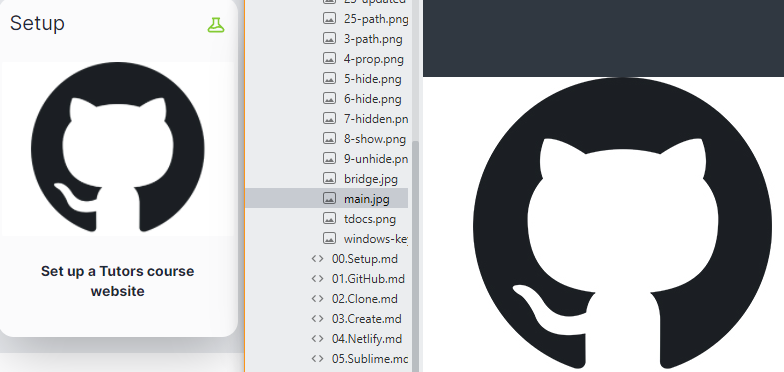 Setup
Set up a Tutors course
website
25-path.png
3-path.png
4-prop.png
5-hide.png
6-hide.png
7-hidden.pn
8-show.png
9-unhide.pn
bridge.jpg
main.jpg
tdocs.png
windows-ke
00.Setup.md
01.GitHub.md
02.Clone.md
03.Create.md
04.Netlify.md
05.Sublime.mc